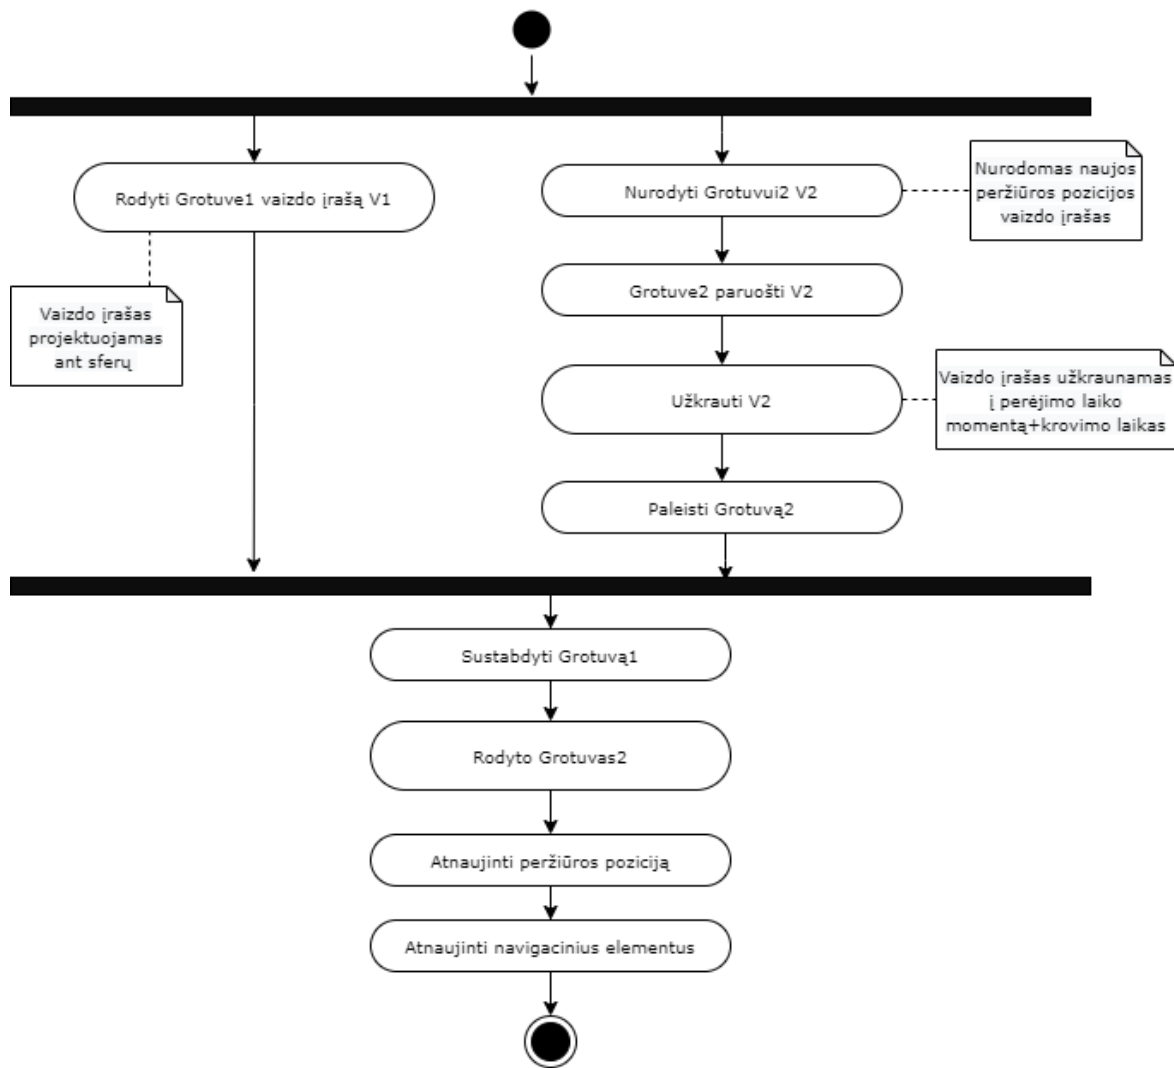 Rodyti Grotuve1 vaizdo įrašą V1
Nurodyti Grotuvui2 V2
Nurodomas naujos
peržiūros pozicijos
vaizdo įrašas
Grotuve2 paruošti V2
Vaizdo įrašas
projektuojamas
ant sferų
Užkrauti V2
Vaizdo įrašas užkraunamas
į perėjimo laiko
momentą+krovimo laikas
Paleisti Grotuvą2
Sustabdyti Grotuvą1
Rodyto Grotuvas2
Atnaujinti peržiūros poziciją
Atnaujinti navigacinius elementus